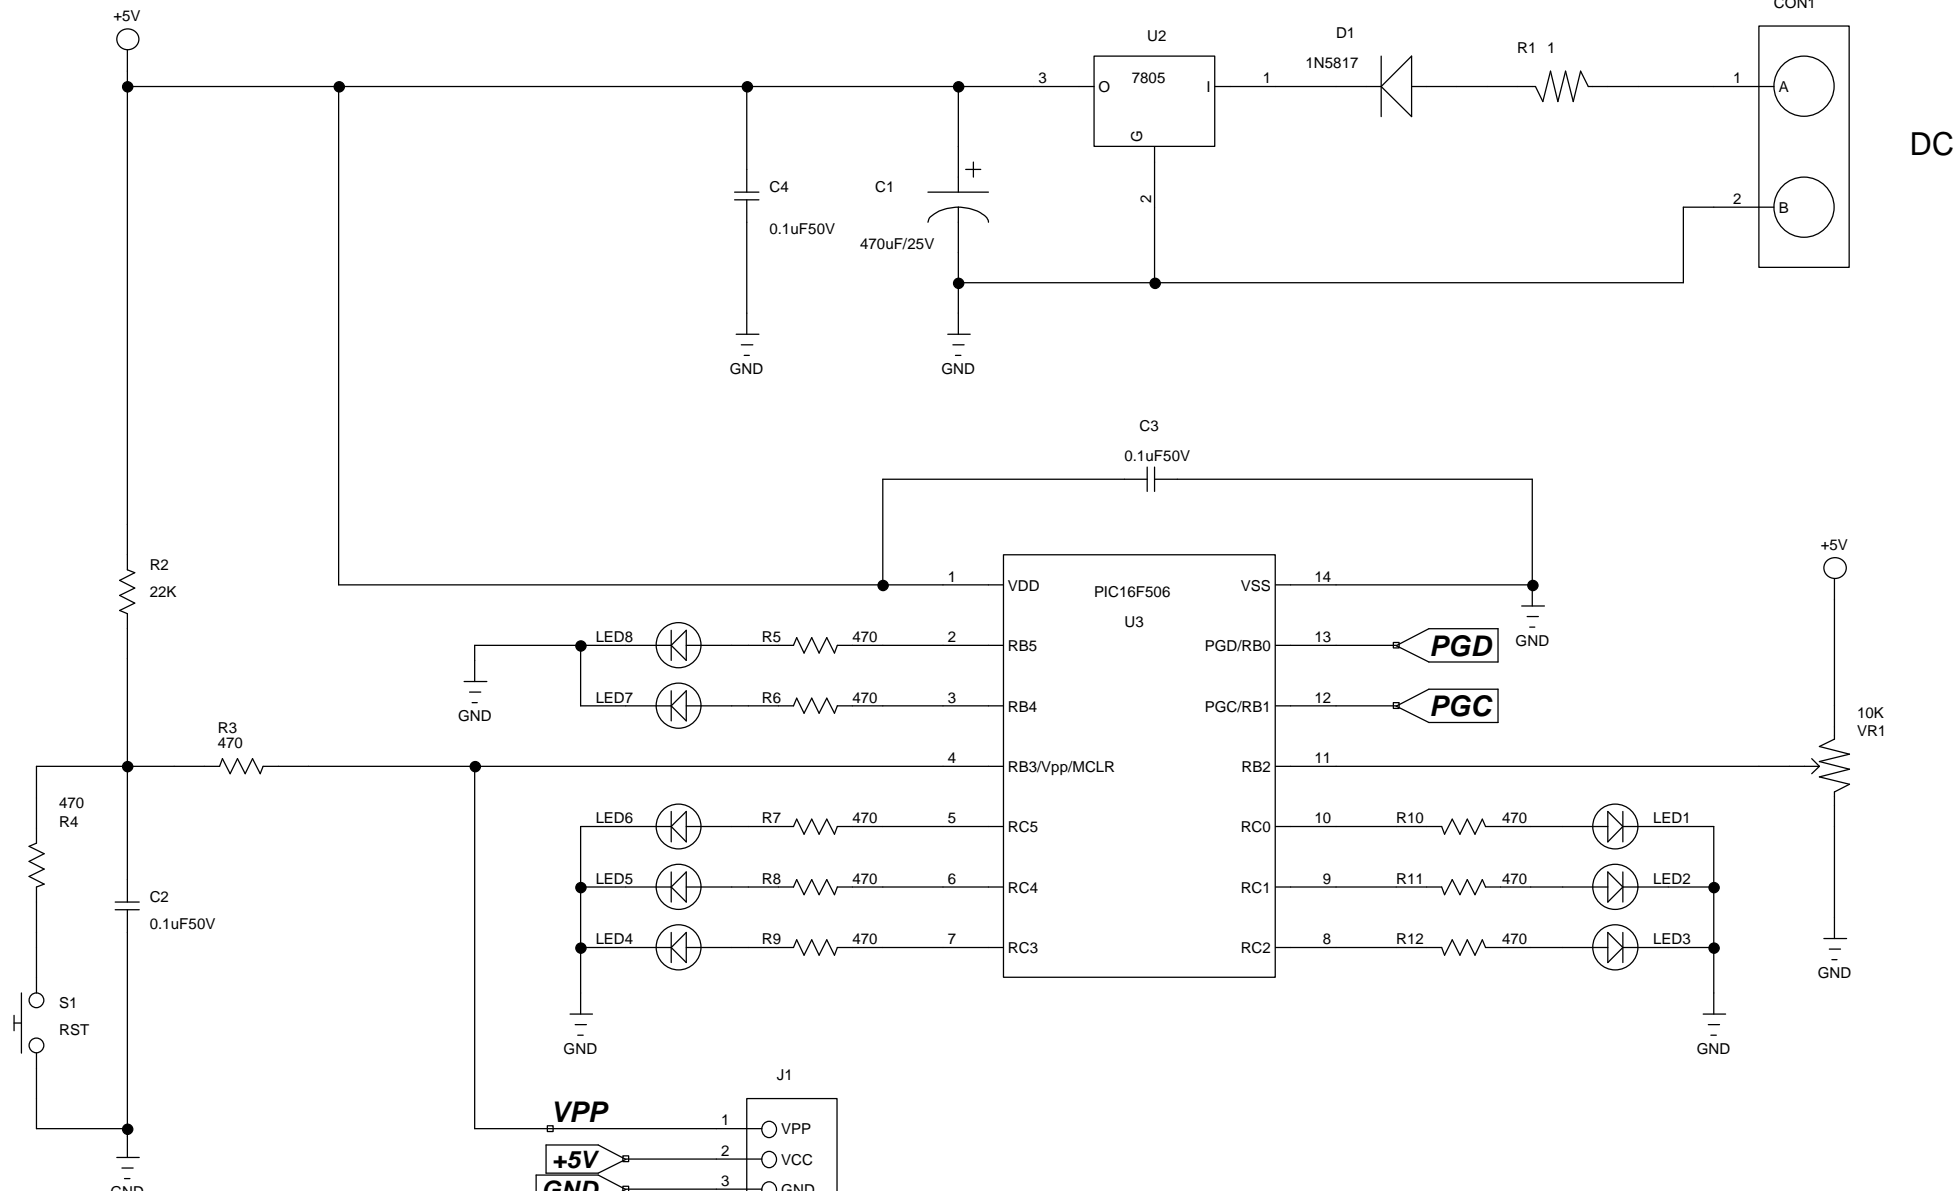 CON1
+5V
U2
D1
R1 1
7805
1N5817
3
O
I
1
1
A
G
DC
2
C4
C1
+
2
B
0.1uF50V
470uF/25V
GND
GND
C3
0.1uF50V
+5V
R2
22K
1
VDD
PIC16F506
U3
VSS
14
GND
LED8
R5
470
2
RB5
PGD/RB0
13
PGD
LED7
R6
470
3
RB4
PGC/RB1
12
PGC
GND
10K
VR1
R3
470
4
RB3/Vpp/MCLR
RB2
11
470
R4
LED6
R7
470
5
RC5
RC0
10
R10
470
LED1
LED5
R8
470
6
RC4
RC1
9
R11
470
LED2
C2
0.1uF50V
LED4
R9
470
7
RC3
RC2
8
R12
470
LED3
GND
S1
RST
GND
GND
J1
VPP
1
VPP
+5V
2
VCC
GND
3
GND
GND